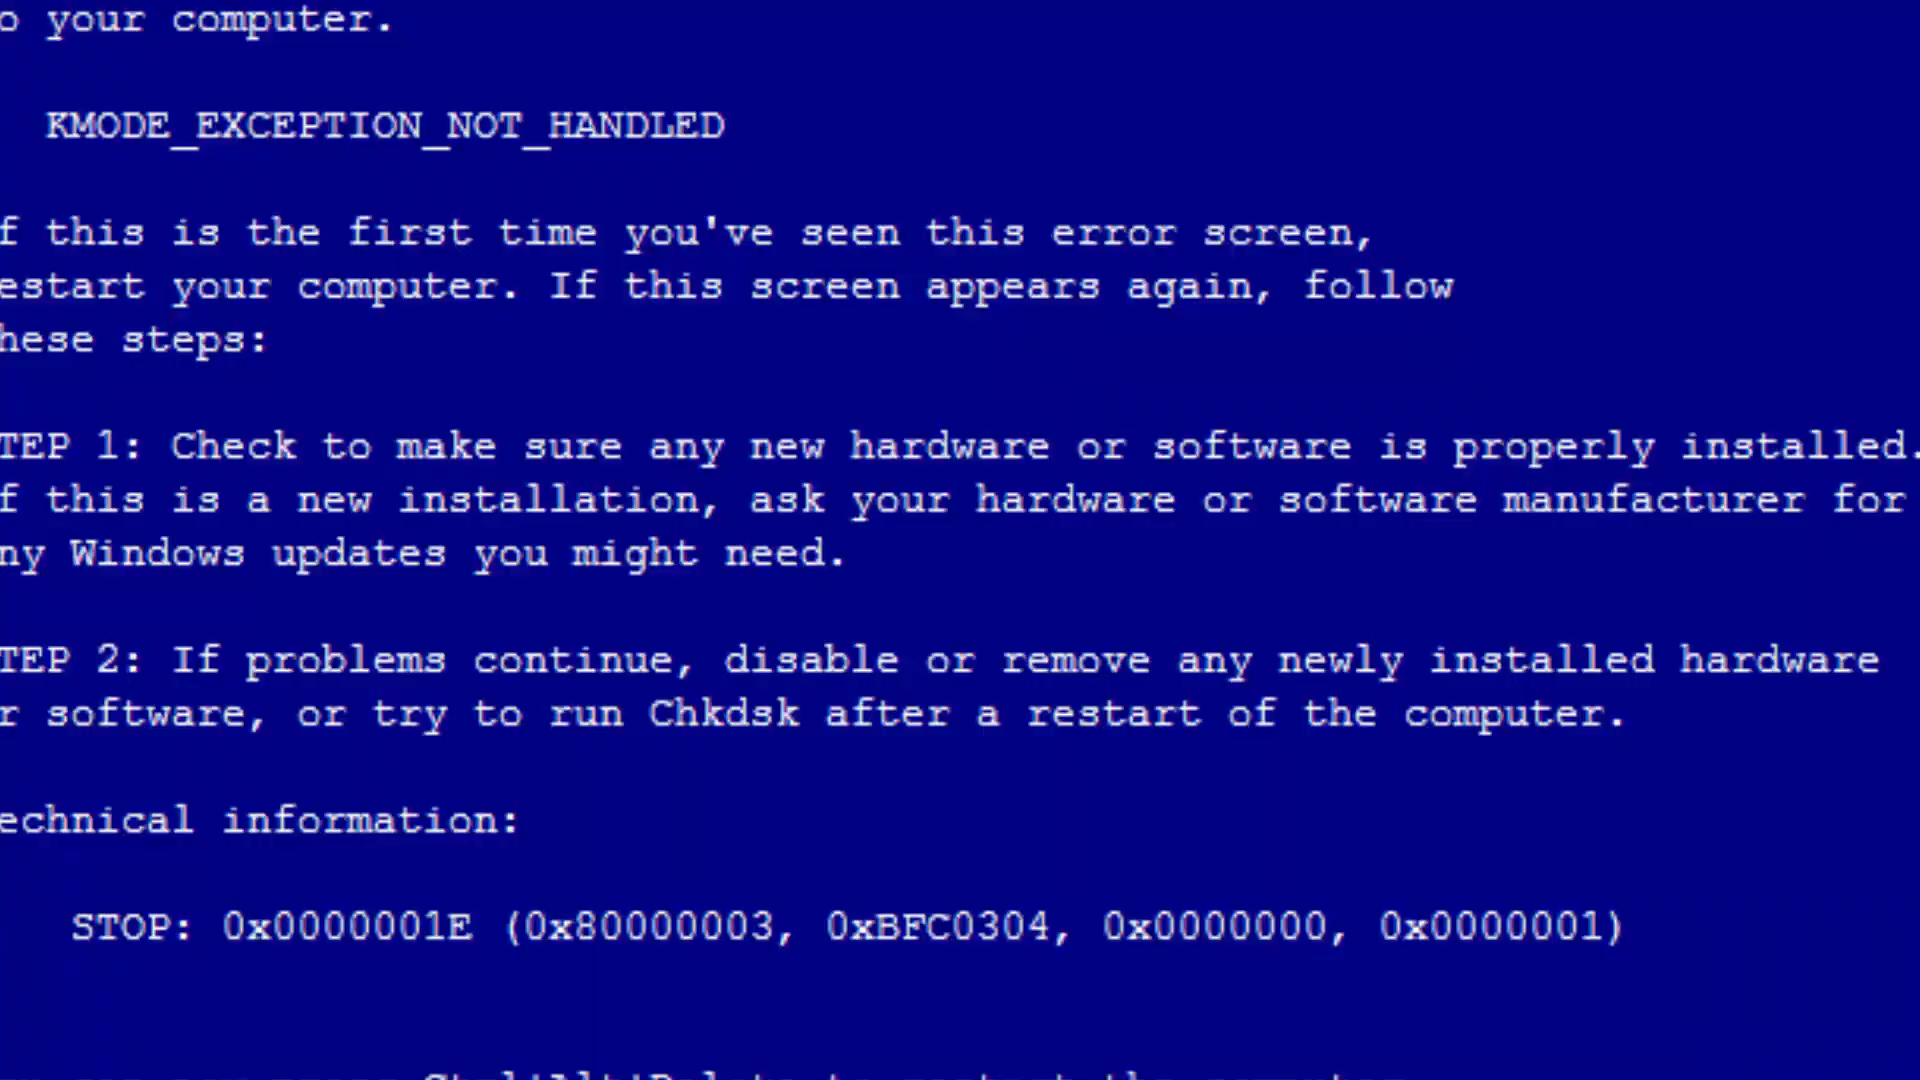 o your computer.
KMODE_EXCEPTION_NOT_HANDLED
f this is the first time you've seen this error screen,
estart your computer. If this screen appears again, follow
hese steps:
TEP 1: Check to make sure any new hardware or software is properly installed.
f this is a new installation, ask your hardware or software manufacturer for
ny Windows updates you might need.
TEP 2: If problems continue, disable or remove any newly installed hardware
r software, or try to run Chkdsk after a restart of the computer.
echnical information:
STOP: 0x0000001E (0x80000003, 0xBFC0304, 0x0000000, 0x0000001)